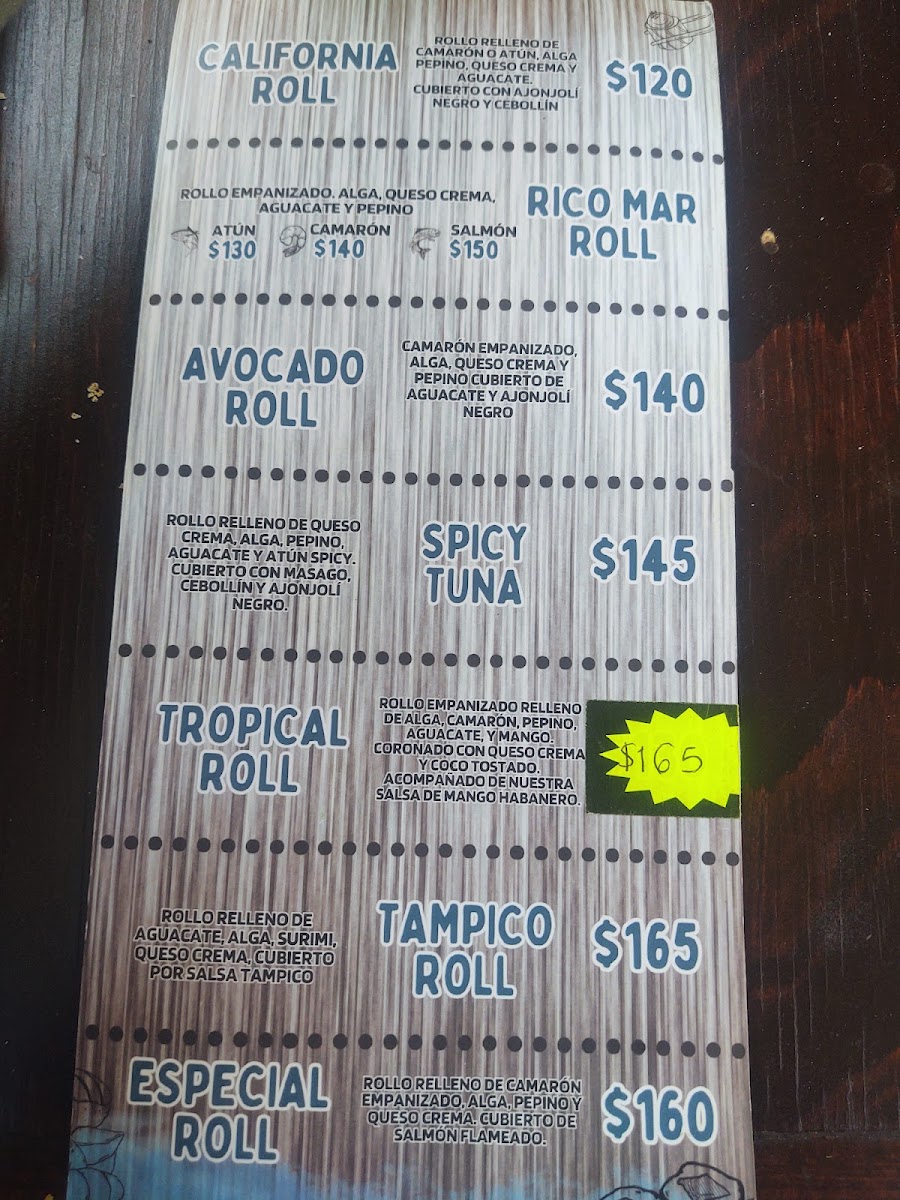 CALIFORNIA
ROLL
ROLLO RELLENO DE
CAMARÓN O ATÚN, ALGA
PEPINO, QUESO CREMA Y
AGUACATE.
CUBIERTO CON AJONJOLÍ
NEGRO Y CEBOLLÍN
$120
ROLLO EMPANIZADO. ALGA, QUESO CREMA,
AGUACATE Y PEPINO
ATÚN
$130
CAMARÓN
$140
SALMÓN
$150
RICO MAR
ROLL
AVOCADO
ROLL
CAMARÓN EMPANIZADO,
ALGA, QUESO CREMA Y
PEPINO CUBIERTO DE
AGUACATE Y AJONJOLÍ
NEGRO
$140
ROLLO RELLENO DE QUESO
CREMA, ALGA, PEPINO,
AGUACATE Y ATÚN SPICY.
CUBIERTO CON MASAGO,
CEBOLLÍN Y AJONJOLÍ
NEGRO.
SPICY
TUNA
$145
TROPICAL
ROLL
ROLLO EMPANIZADO RELLENO
DE ALGA, CAMARÓN, PEPINO,
AGUACATE, Y MANGO.
CORONADO CON QUESO CREMA
Y COCO TOSTADO.
ACOMPAÑADO DE NUESTRA
SALSA DE MANGO HABANERO.
$165
ROLLO RELLENO DE
AGUACATE, ALGA, SURIMI,
QUESO CREMA, CUBIERTO
POR SALSA TAMPICO
TAMPICO
ROLL
$165
ESPECIAL
ROLL
ROLLO RELLENO DE CAMARÓN
EMPANIZADO, ALGA, PEPINO Y
QUESO CREMA. CUBIERTO DE
SALMÓN FLAMEADO.
$160